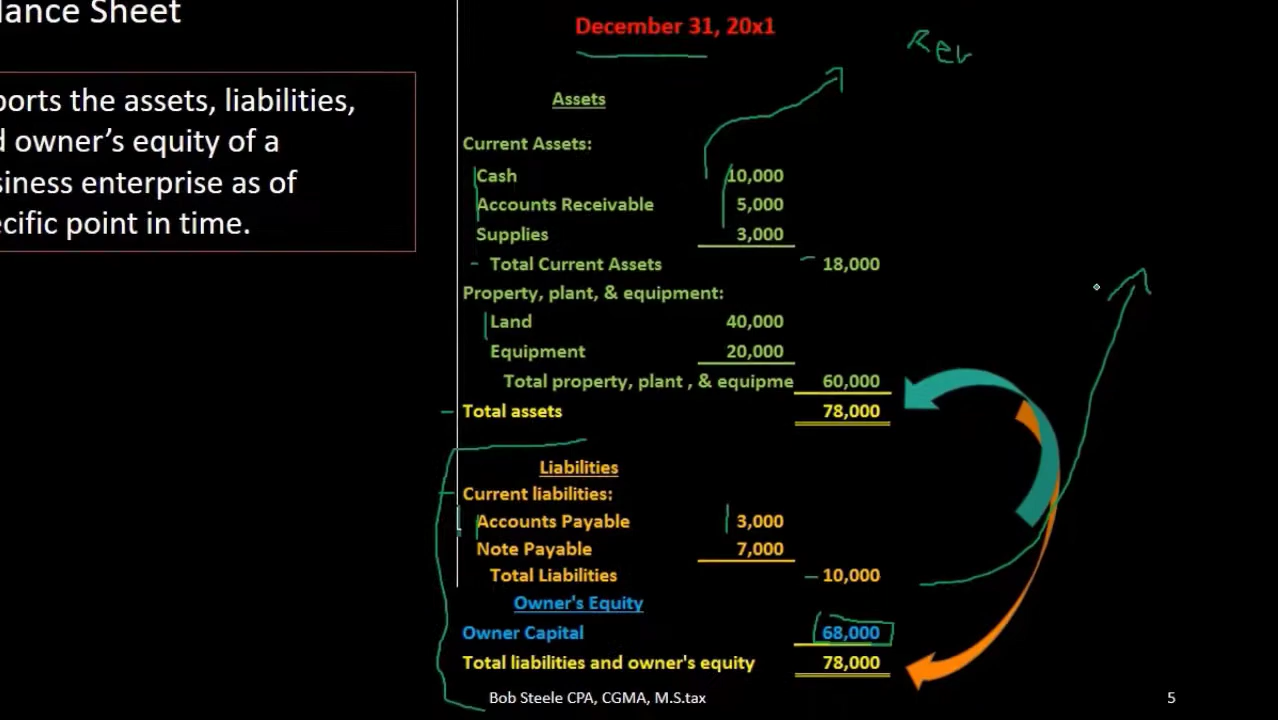 lance Sheet
ports the assets, liabilities,
d owner's equity of a
siness enterprise as of
ecific point in time.
December 31, 20x1
Rev
Assets
Current Assets:
Cash 10,000
Accounts Receivable 5,000
Supplies 3,000
Total Current Assets 18,000
Property, plant, & equipment:
Land 40,000
Equipment 20,000
Total property, plant , & equipme 60,000
Total assets 78,000
Liabilities
Current liabilities:
Accounts Payable 3,000
Note Payable 7,000
Total Liabilities 10,000
Owner's Equity
Owner Capital 68,000
Total liabilities and owner's equity 78,000
Bob Steele CPA, CGMA, M.S.tax 5